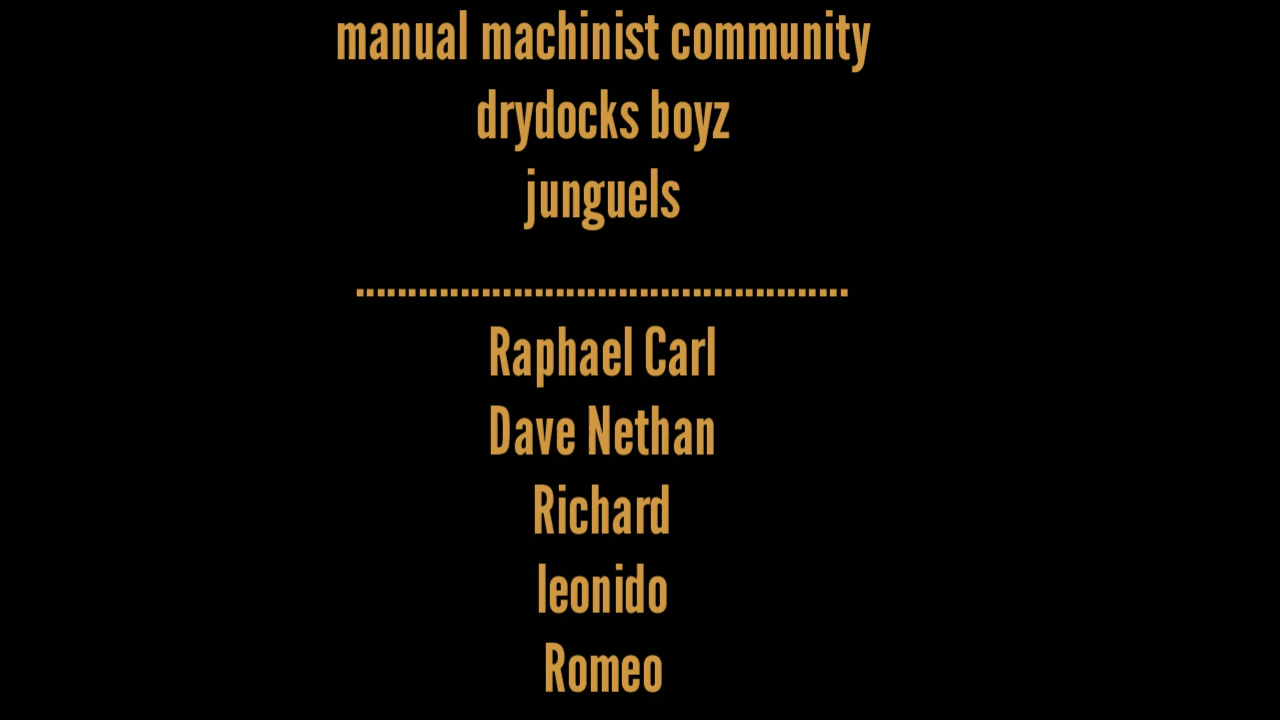 manual machinist community
drydocks boyz
junguels
...............................................
Raphael Carl
Dave Nethan
Richard
leonido
Romeo